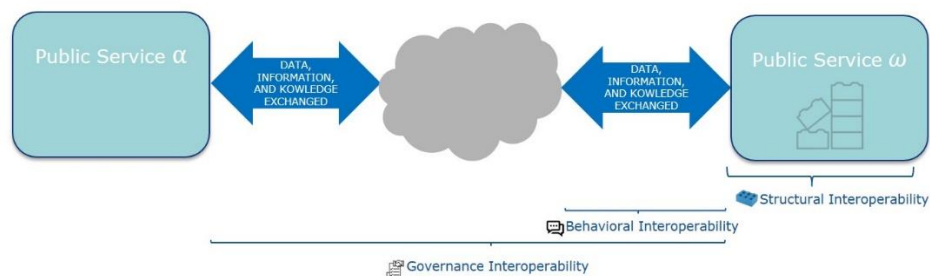 Public Service α
DATA,
INFORMATION,
AND KOWLEDGE
EXCHANGED
DATA,
INFORMATION,
AND KOWLEDGE
EXCHANGED
Public Service ω
Structural Interoperability
Behavioral Interoperability
Governance Interoperability